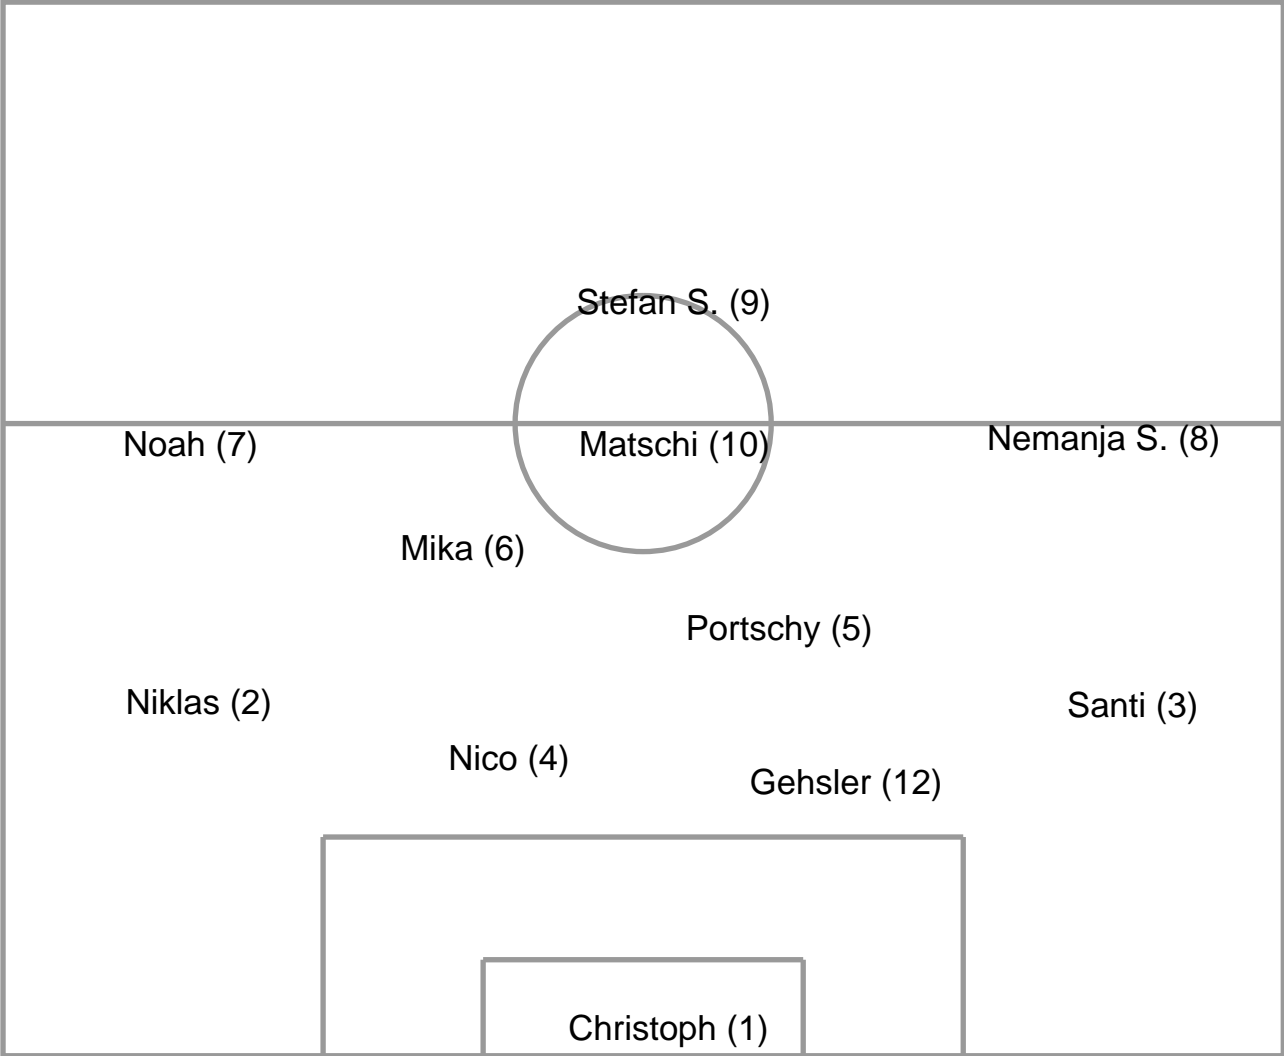 Stefan S. (9)
Noah (7)
Matschi (10)
Nemanja S. (8)
Mika (6)
Portschy (5)
Niklas (2)
Santi (3)
Nico (4)
Gehsler (12)
Christoph (1)